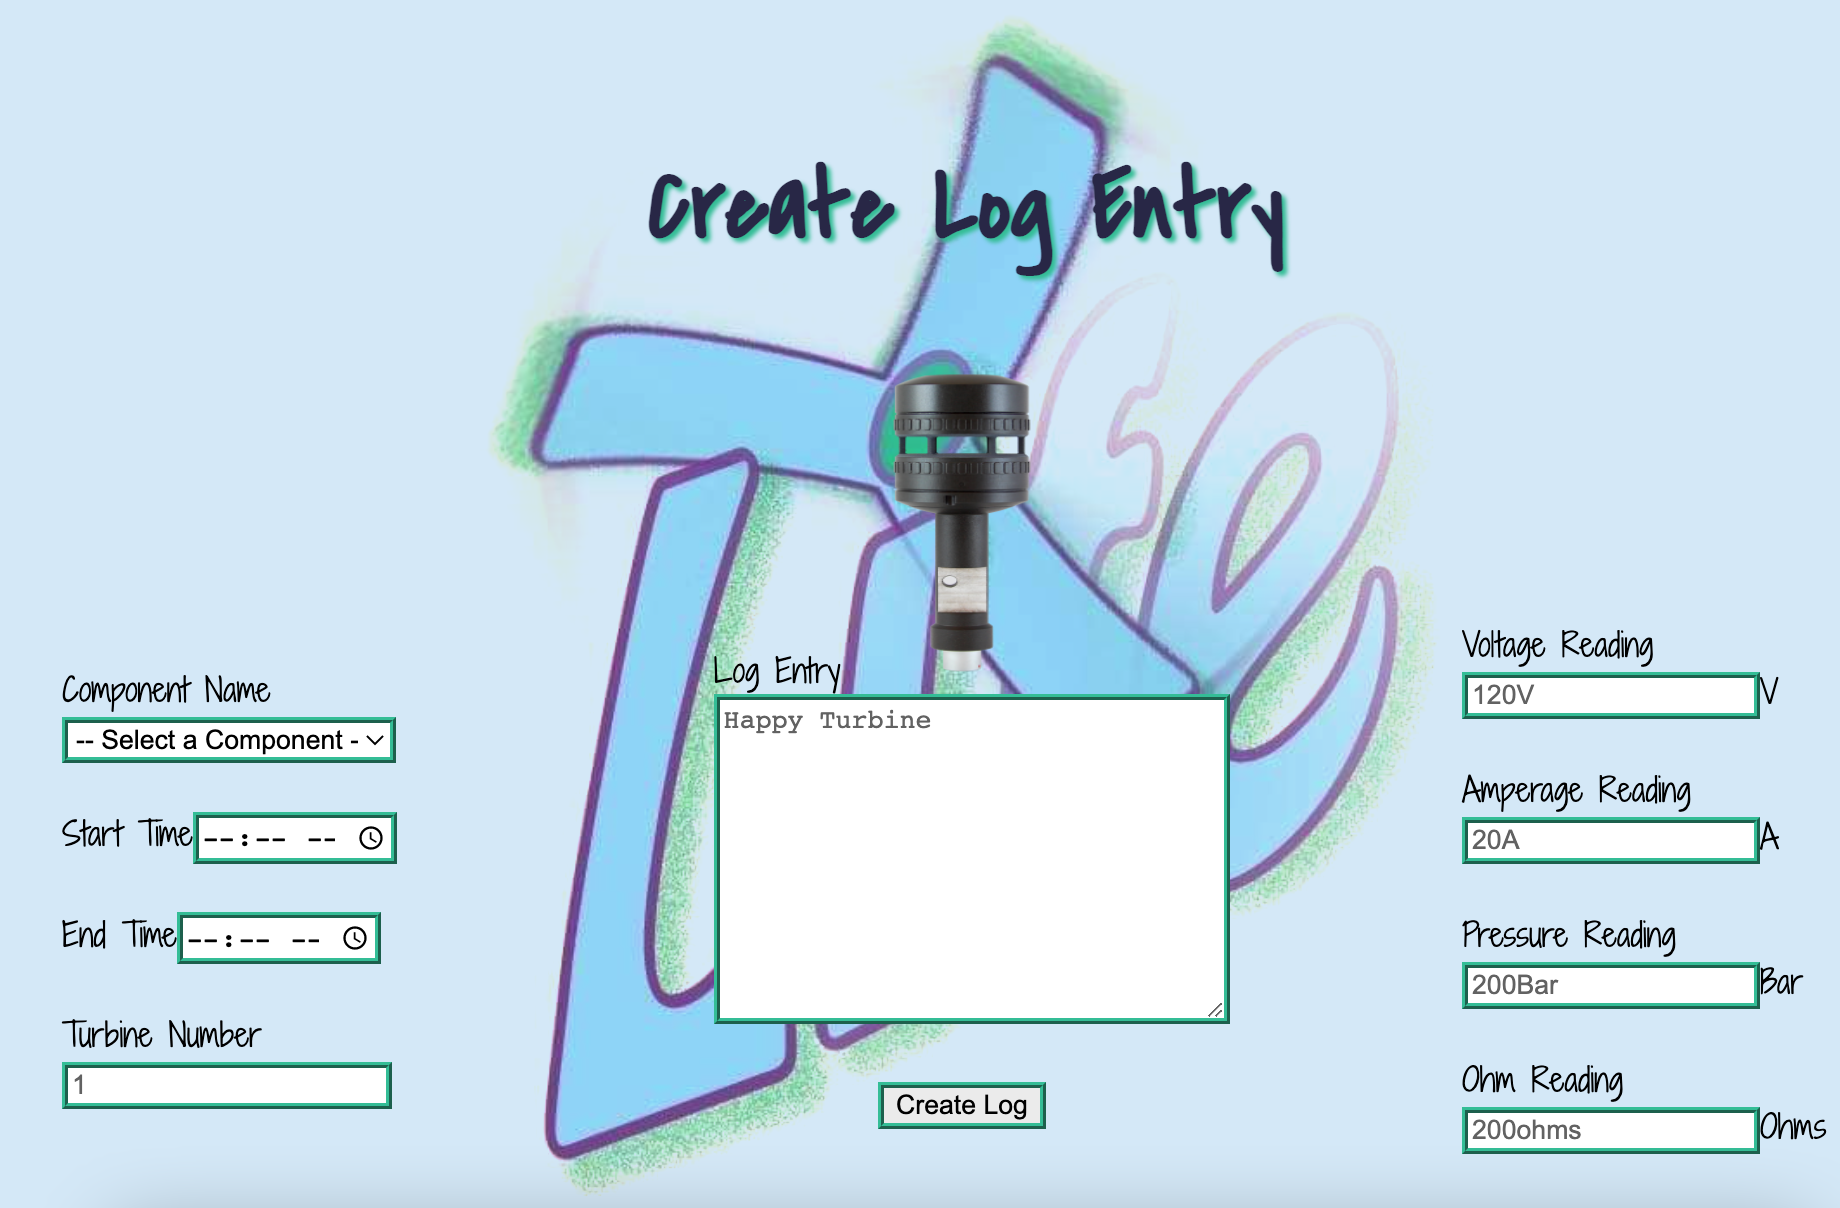 Create Log Entry
Component Name
-- Select a Component -
Start Time --:-- --
End Time --:-- --
Turbine Number
1
Log Entry
Happy Turbine
Create Log
Voltage Reading
120V V
Amperage Reading
20A A
Pressure Reading
200Bar Bar
Ohm Reading
200ohms Ohms
Life